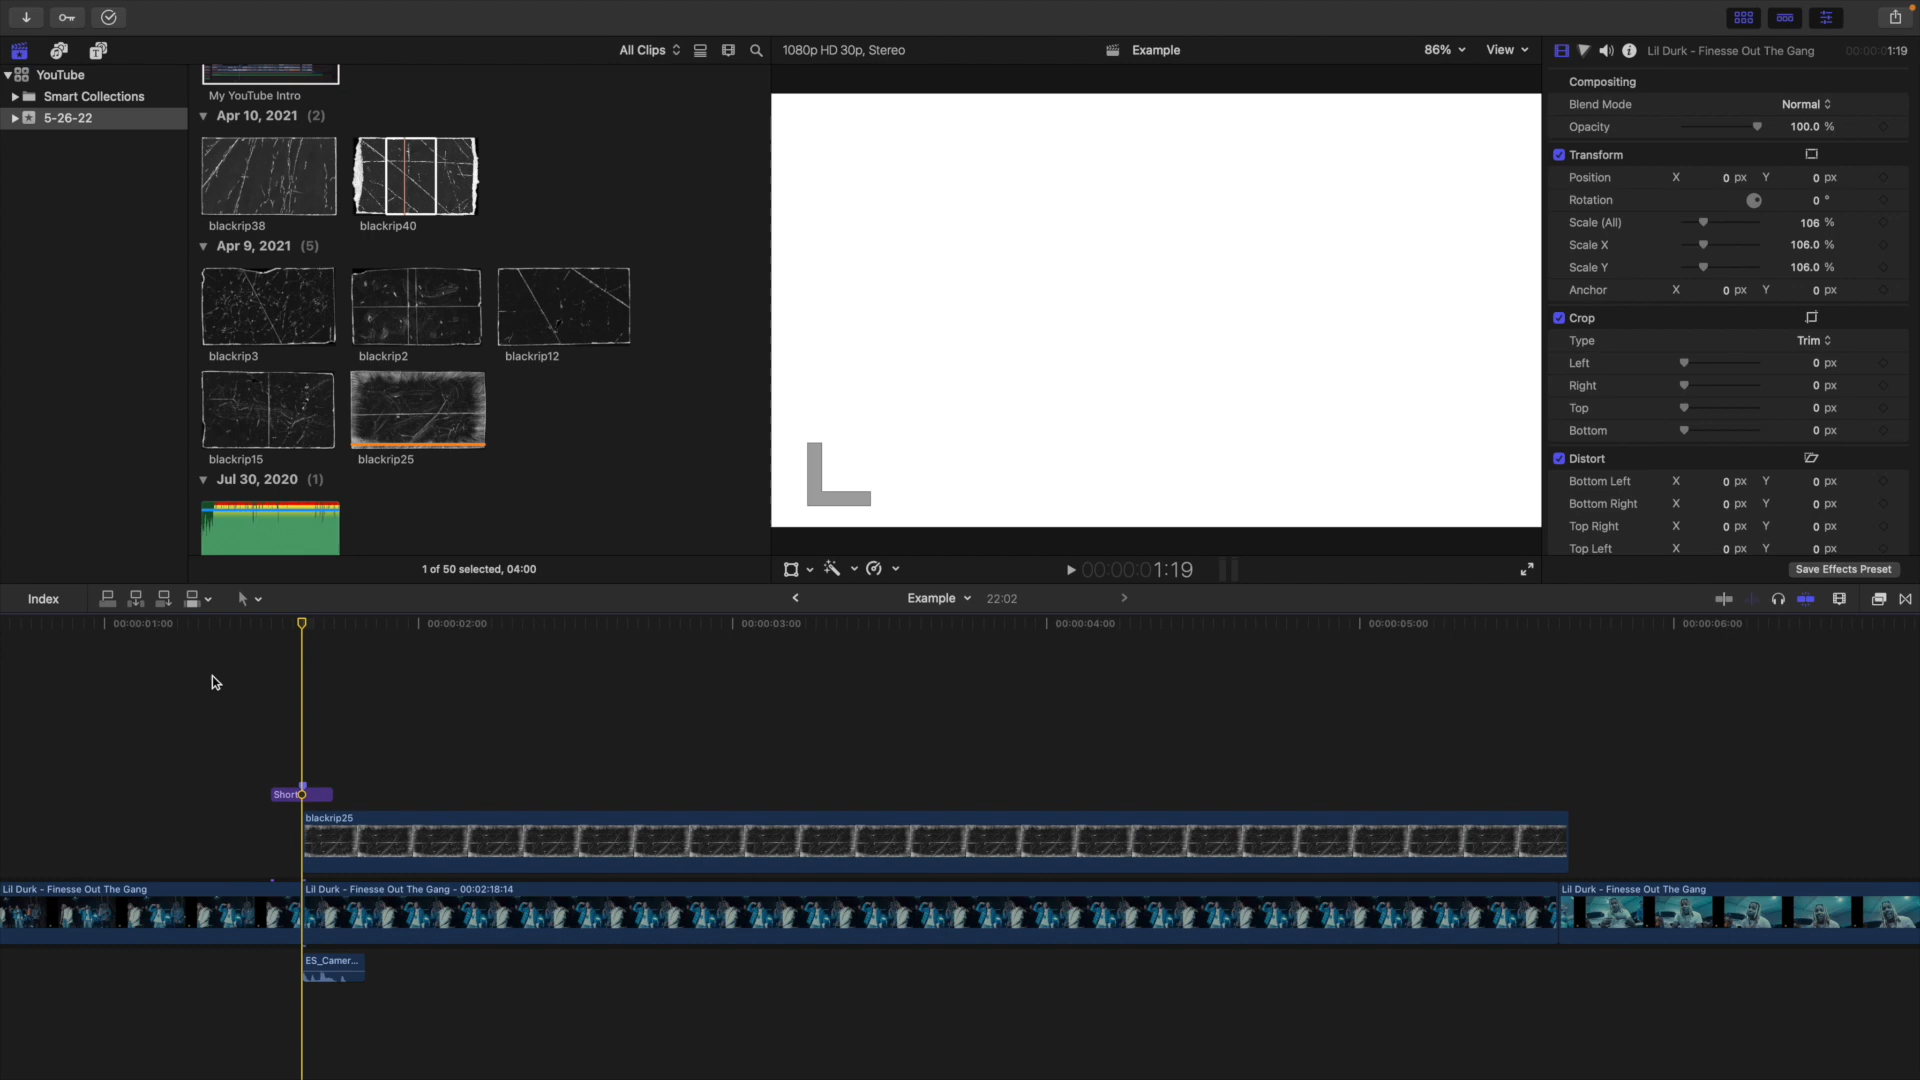 All Clips
1080p HD 30p, Stereo
Example
86%
View
Lil Durk - Finesse Out The Gang
00:00:01:19
YouTube
Smart Collections
5-26-22
My YouTube Intro
Apr 10, 2021 (2)
blackrip38
blackrip40
Apr 9, 2021 (5)
blackrip3
blackrip2
blackrip12
blackrip15
blackrip25
Jul 30, 2020 (1)
1 of 50 selected, 04:00
Compositing
Blend Mode Normal
Opacity 100.0 %
Transform
Position X 0 px Y 0 px
Rotation 0 °
Scale (All) 106 %
Scale X 106.0 %
Scale Y 106.0 %
Anchor X 0 px Y 0 px
Crop
Type Trim
Left 0 px
Right 0 px
Top 0 px
Bottom 0 px
Distort
Bottom Left X 0 px Y 0 px
Bottom Right X 0 px Y 0 px
Top Right X 0 px Y 0 px
Top Left X 0 px Y 0 px
00:00:01:19
Save Effects Preset
Index
Example
22:02
00:00:01:00
00:00:02:00
00:00:03:00
00:00:04:00
00:00:05:00
00:00:06:00
Short
blackrip25
Lil Durk - Finesse Out The Gang
Lil Durk - Finesse Out The Gang - 00:02:18:14
Lil Durk - Finesse Out The Gang
ES_Camer...